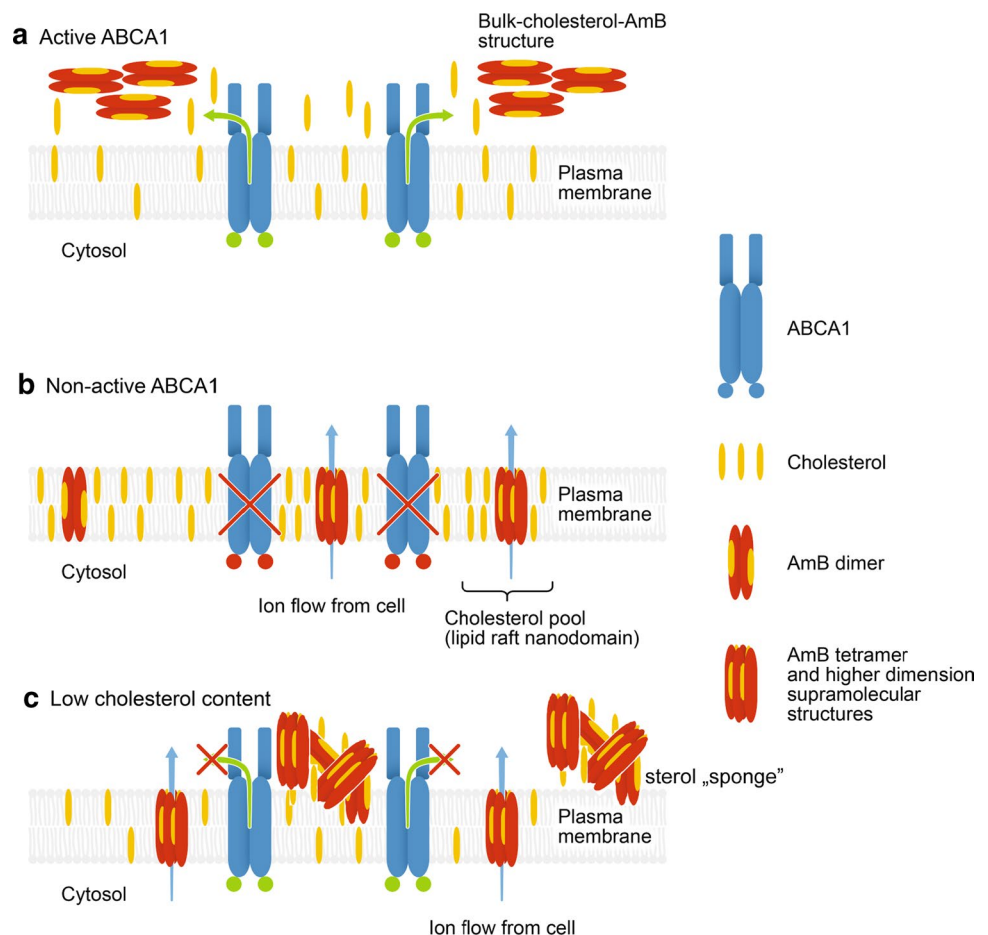 a Active ABCA1
Bulk-cholesterol-AmB
structure
Plasma
membrane
Cytosol
ABCA1
b Non-active ABCA1
Cholesterol
Plasma
membrane
Cytosol
Ion flow from cell
Cholesterol pool
(lipid raft nanodomain)
AmB dimer
AmB tetramer
and higher dimension
supramolecular
structures
c Low cholesterol content
sterol „sponge”
Plasma
membrane
Cytosol
Ion flow from cell